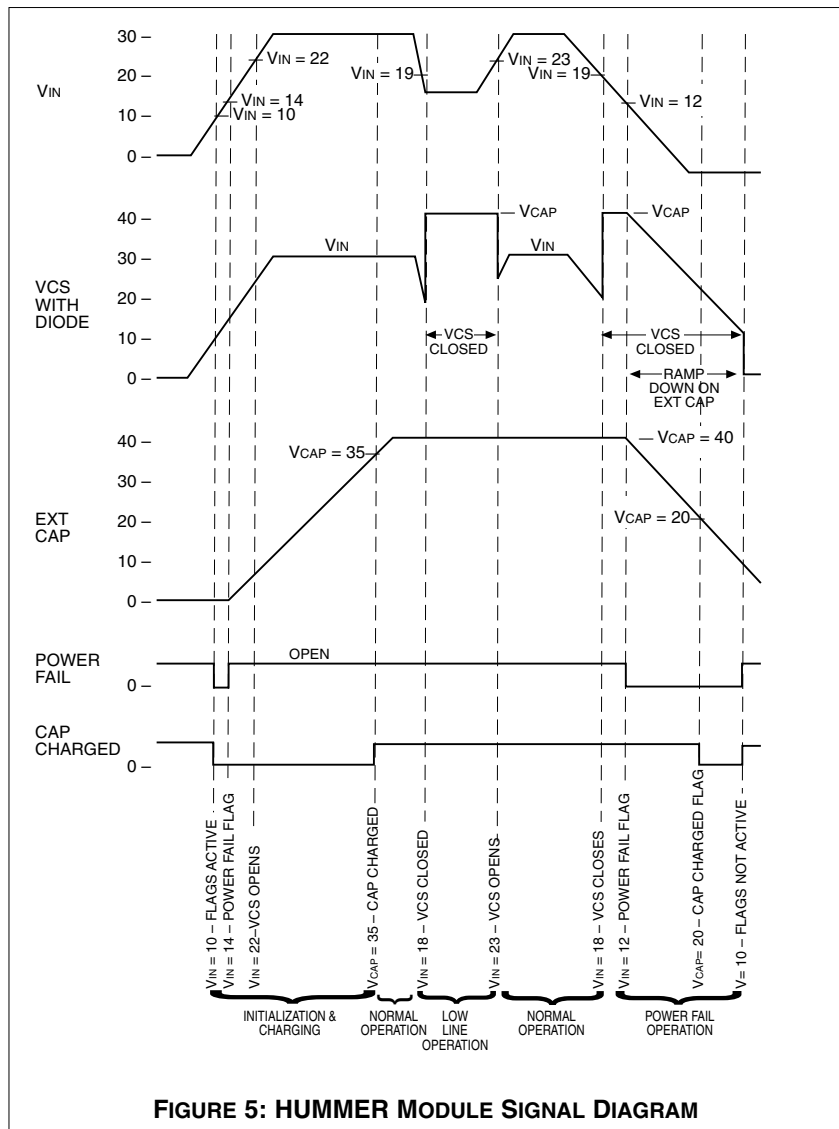 30 –
20 –
10 –
0 –
VIN
VIN = 22
VIN = 14
VIN = 10
VIN = 19
VIN = 23
VIN = 19
VIN = 12
40 –
30 –
20 –
10 –
0 –
VCS
WITH
DIODE
VIN
VCAP
VIN
VCAP
VCS
CLOSED
VCS
CLOSED
RAMP
DOWN ON
EXT CAP
40 –
30 –
20 –
10 –
0 –
EXT
CAP
VCAP = 35
VCAP = 40
VCAP = 20
POWER
FAIL
0 –
OPEN
CAP
CHARGED
0 –
VIN = 10 – FLAGS ACTIVE
VIN = 14 – POWER FAIL FLAG
VIN = 22–VCS OPENS
VCAP = 35 – CAP CHARGED
VIN = 18 – VCS CLOSED
VIN = 23 – VCS OPENS
VIN = 18 – VCS CLOSES
VIN = 12 – POWER FAIL FLAG
VCAP= 20 – CAP CHARGED FLAG
V= 10 – FLAGS NOT ACTIVE
INITIALIZATION &
CHARGING
NORMAL
OPERATION
LOW
LINE
OPERATION
NORMAL
OPERATION
POWER FAIL
OPERATION
FIGURE 5: HUMMER MODULE SIGNAL DIAGRAM